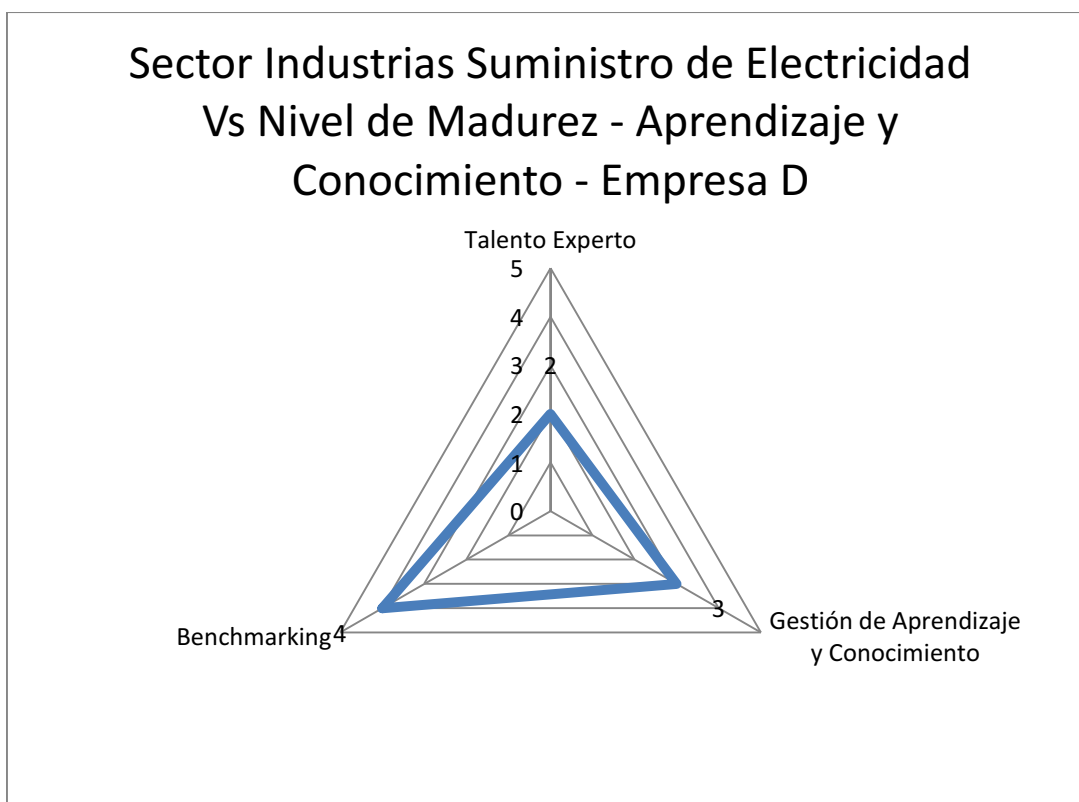 Sector Industrias Suministro de Electricidad
Vs Nivel de Madurez - Aprendizaje y
Conocimiento - Empresa D
Talento Experto
5
4
3 2
2
1
0
Benchmarking 4
3
Gestión de Aprendizaje
y Conocimiento